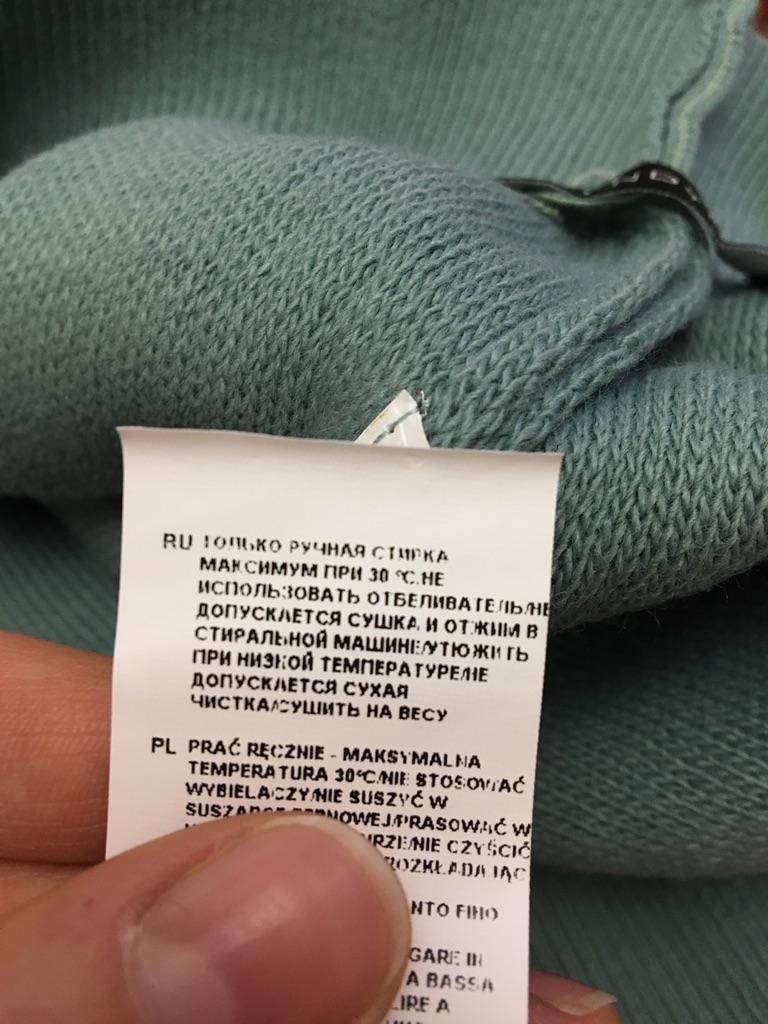 RU ТОЛЬКО РУЧНАЯ СТИРКА
МАКСИМУМ ПРИ 30 °C.НЕ
ИСПОЛЬЗОВАТЬ ОТБЕЛИВАТЕЛЬ/НЕ
ДОПУСКАЕТСЯ СУШКА И ОТЖИМ В
СТИРАЛЬНОЙ МАШИНЕ/УТЮЖИТЬ
ПРИ НИЗКОЙ ТЕМПЕРАТУРЕ/НЕ
ДОПУСКАЕТСЯ СУХАЯ
ЧИСТКА/СУШИТЬ НА ВЕСУ
PL PRAĆ RĘCZNIE - MAKSYMALNA
TEMPERATURA 30°C/NIE STOSOWAĆ
WYBIELACZY/NIE SUSZYĆ W
SUSZARCE BĘBNOWEJ/PRASOWAĆ W
NIE CZYŚCIĆ
ROZKŁADAJĄC
NTO FINO
GARE IN
A BASSA
LIRE A